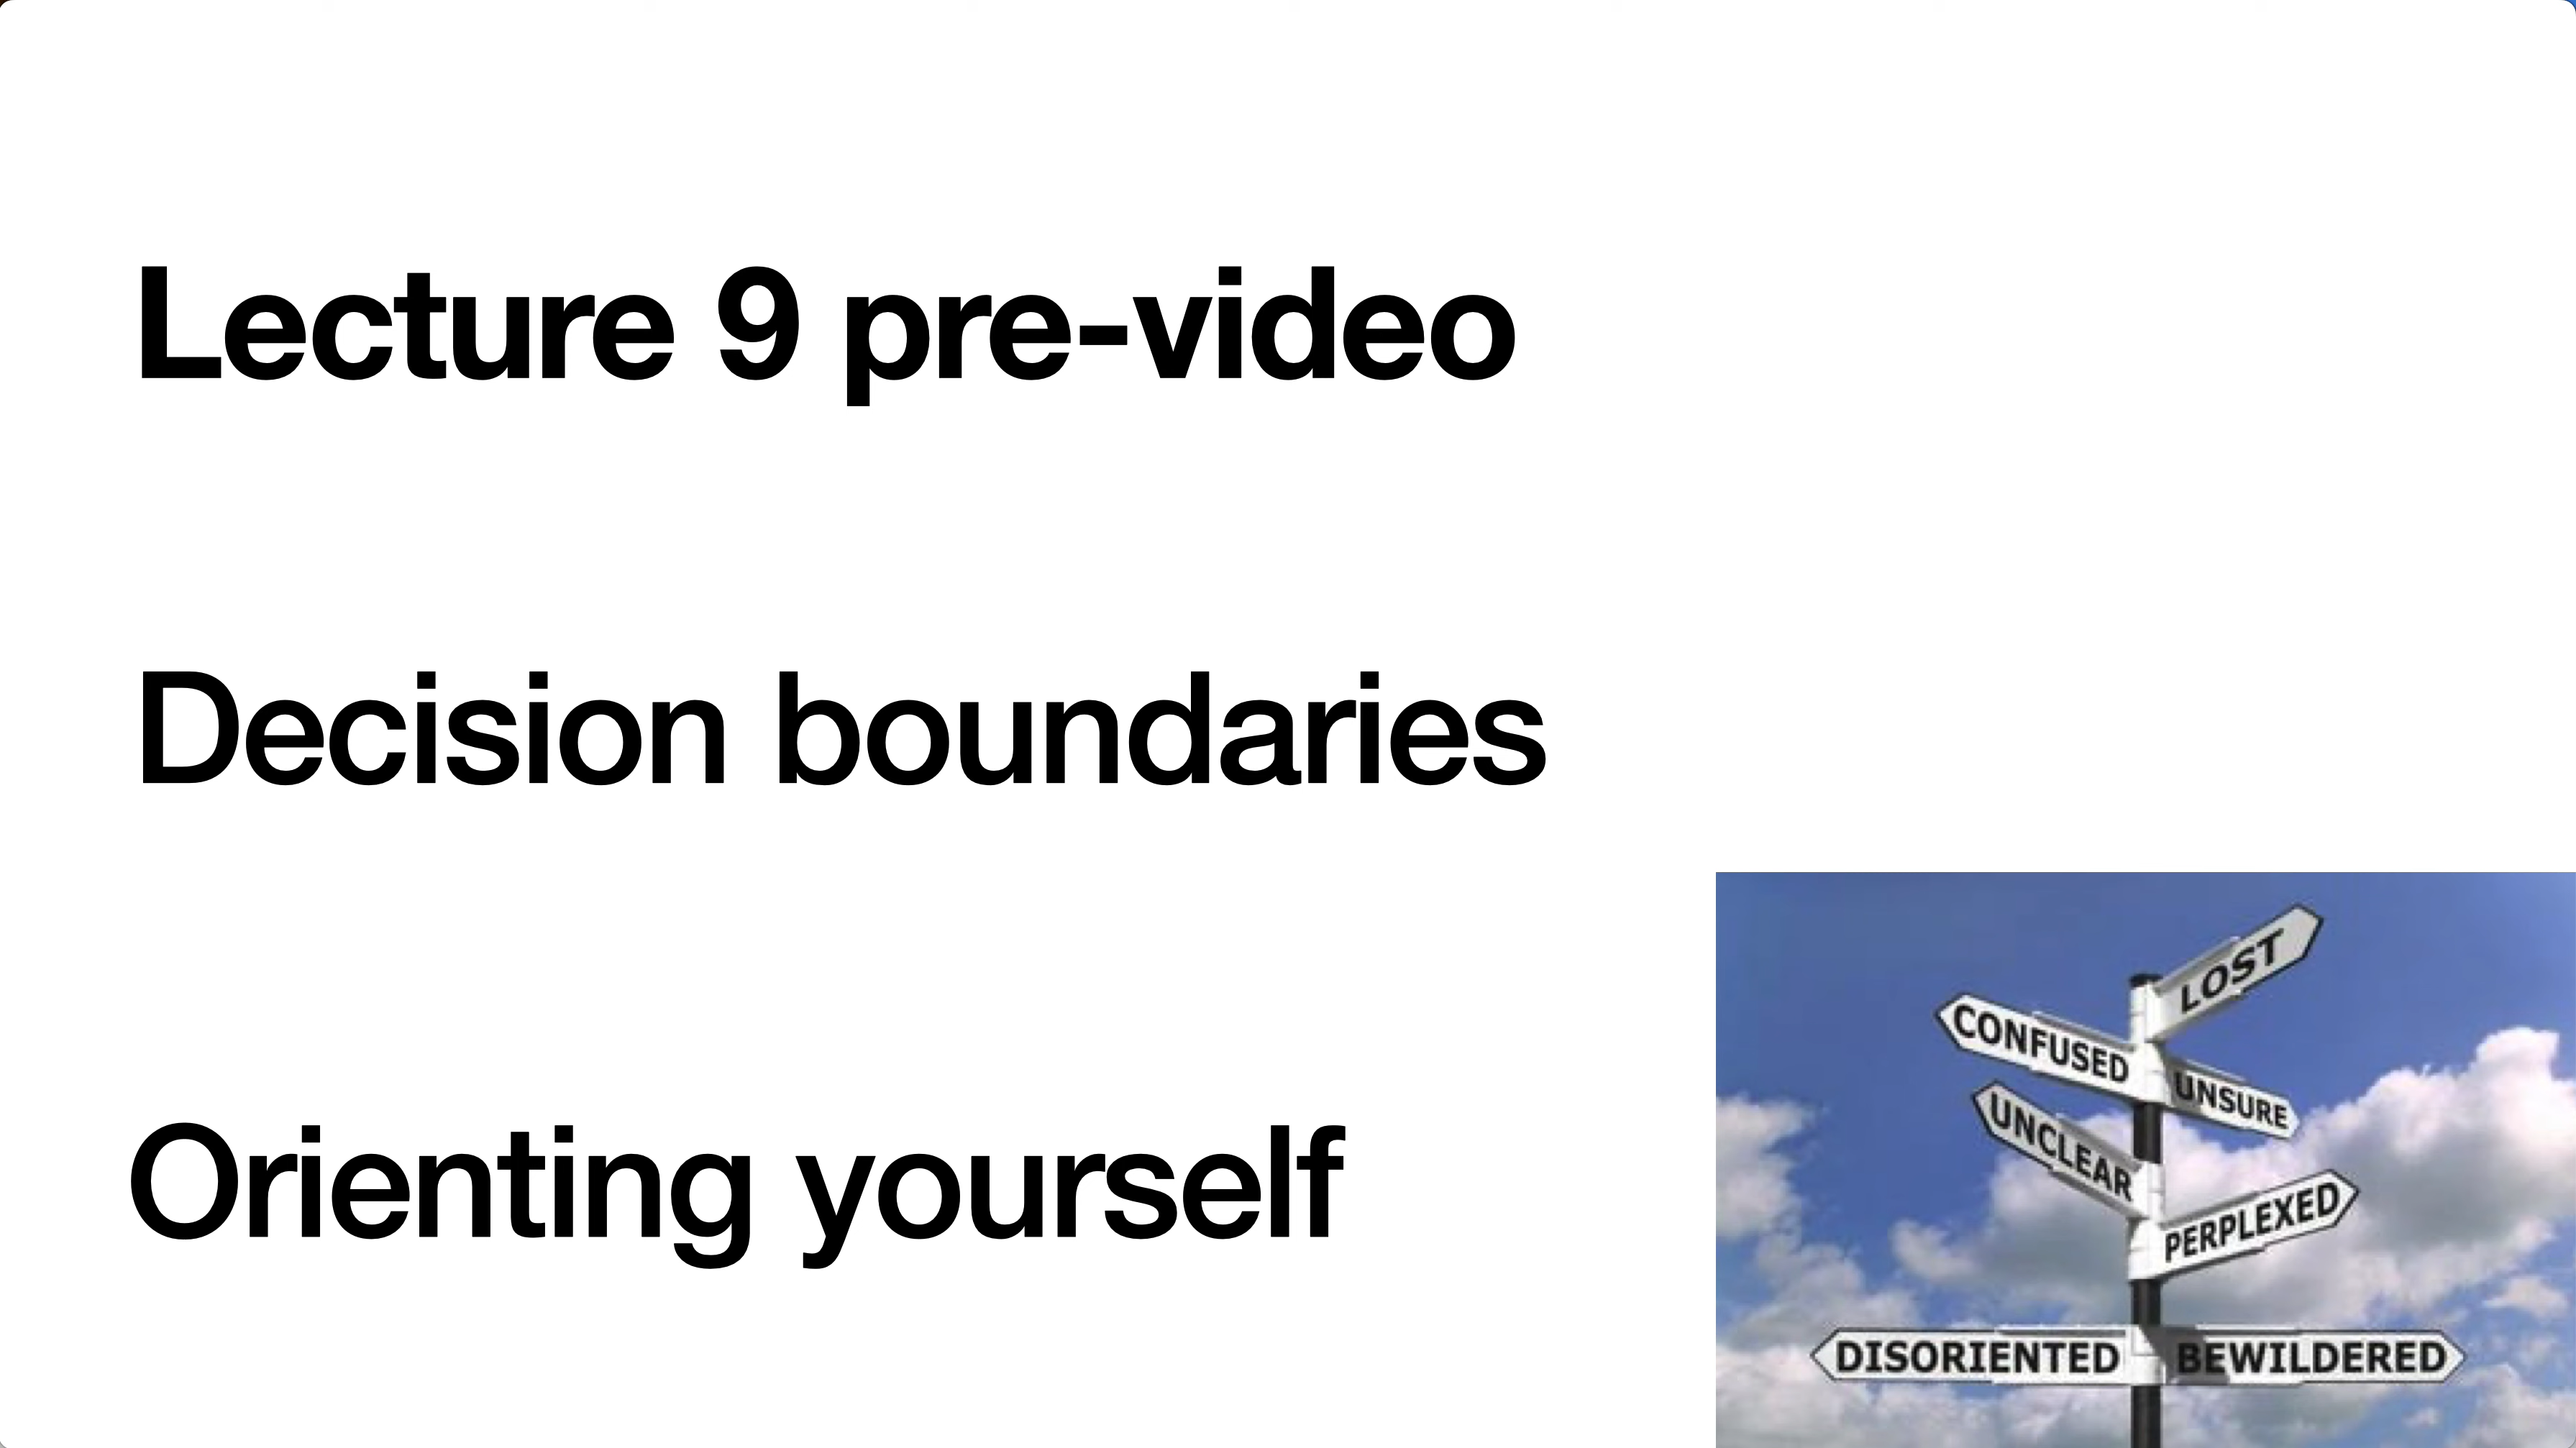 Lecture 9 pre-video
Decision boundaries
Orienting yourself
LOST
CONFUSED
UNSURE
UNCLEAR
PERPLEXED
DISORIENTED
BEWILDERED